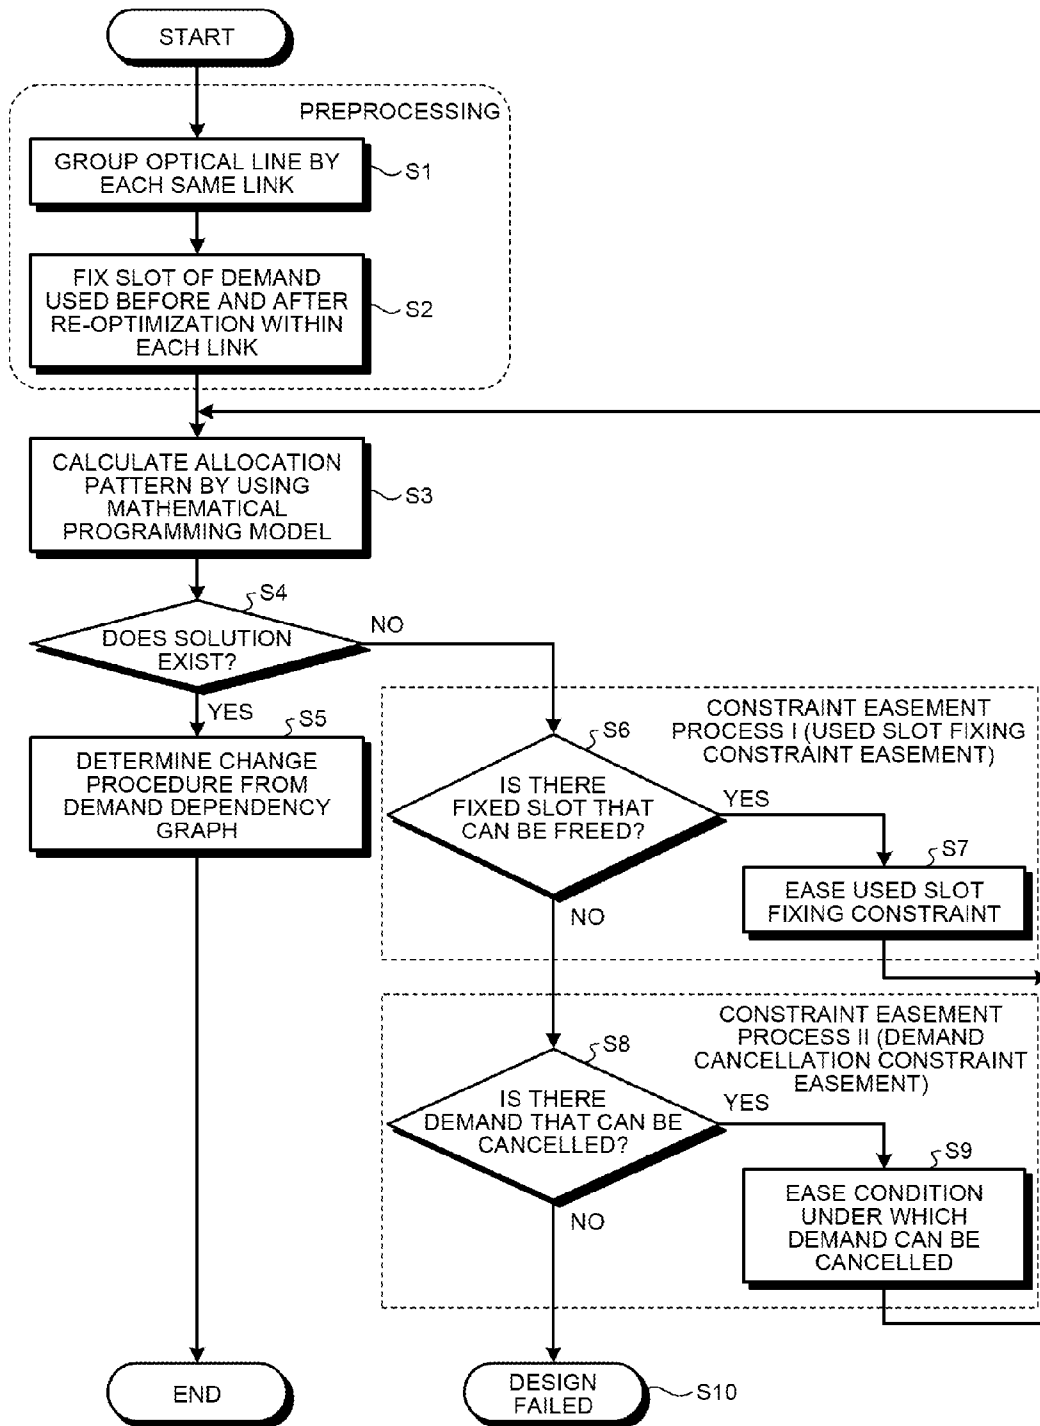 START
PREPROCESSING
GROUP OPTICAL LINE BY
EACH SAME LINK
S1
FIX SLOT OF DEMAND
USED BEFORE AND AFTER
RE-OPTIMIZATION WITHIN
EACH LINK
S2
CALCULATE ALLOCATION
PATTERN BY USING
MATHEMATICAL
PROGRAMMING MODEL
S3
S4
DOES SOLUTION
EXIST?
NO
YES
S5
DETERMINE CHANGE
PROCEDURE FROM
DEMAND DEPENDENCY
GRAPH
CONSTRAINT EASEMENT
PROCESS I (USED SLOT FIXING
CONSTRAINT EASEMENT)
S6
IS THERE
FIXED SLOT THAT
CAN BE FREED?
YES
NO
S7
EASE USED SLOT
FIXING CONSTRAINT
CONSTRAINT EASEMENT
PROCESS II (DEMAND
CANCELLATION CONSTRAINT
EASEMENT)
S8
IS THERE
DEMAND THAT CAN BE
CANCELLED?
YES
NO
S9
EASE CONDITION
UNDER WHICH
DEMAND CAN BE
CANCELLED
END
DESIGN
FAILED
S10